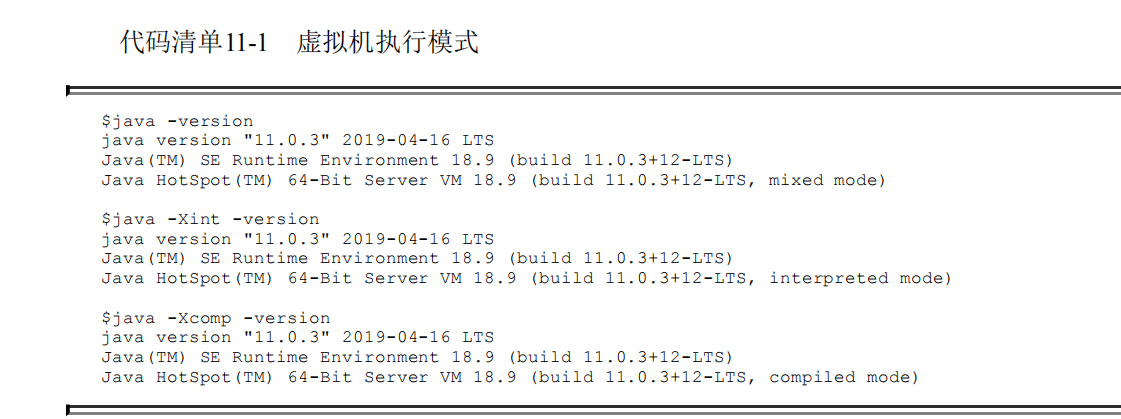 代码清单11-1 虚拟机执行模式
$java -version
java version "11.0.3" 2019-04-16 LTS
Java(TM) SE Runtime Environment 18.9 (build 11.0.3+12-LTS)
Java HotSpot(TM) 64-Bit Server VM 18.9 (build 11.0.3+12-LTS, mixed mode)
$java -Xint -version
java version "11.0.3" 2019-04-16 LTS
Java(TM) SE Runtime Environment 18.9 (build 11.0.3+12-LTS)
Java HotSpot(TM) 64-Bit Server VM 18.9 (build 11.0.3+12-LTS, interpreted mode)
$java -Xcomp -version
java version "11.0.3" 2019-04-16 LTS
Java(TM) SE Runtime Environment 18.9 (build 11.0.3+12-LTS)
Java HotSpot(TM) 64-Bit Server VM 18.9 (build 11.0.3+12-LTS, compiled mode)